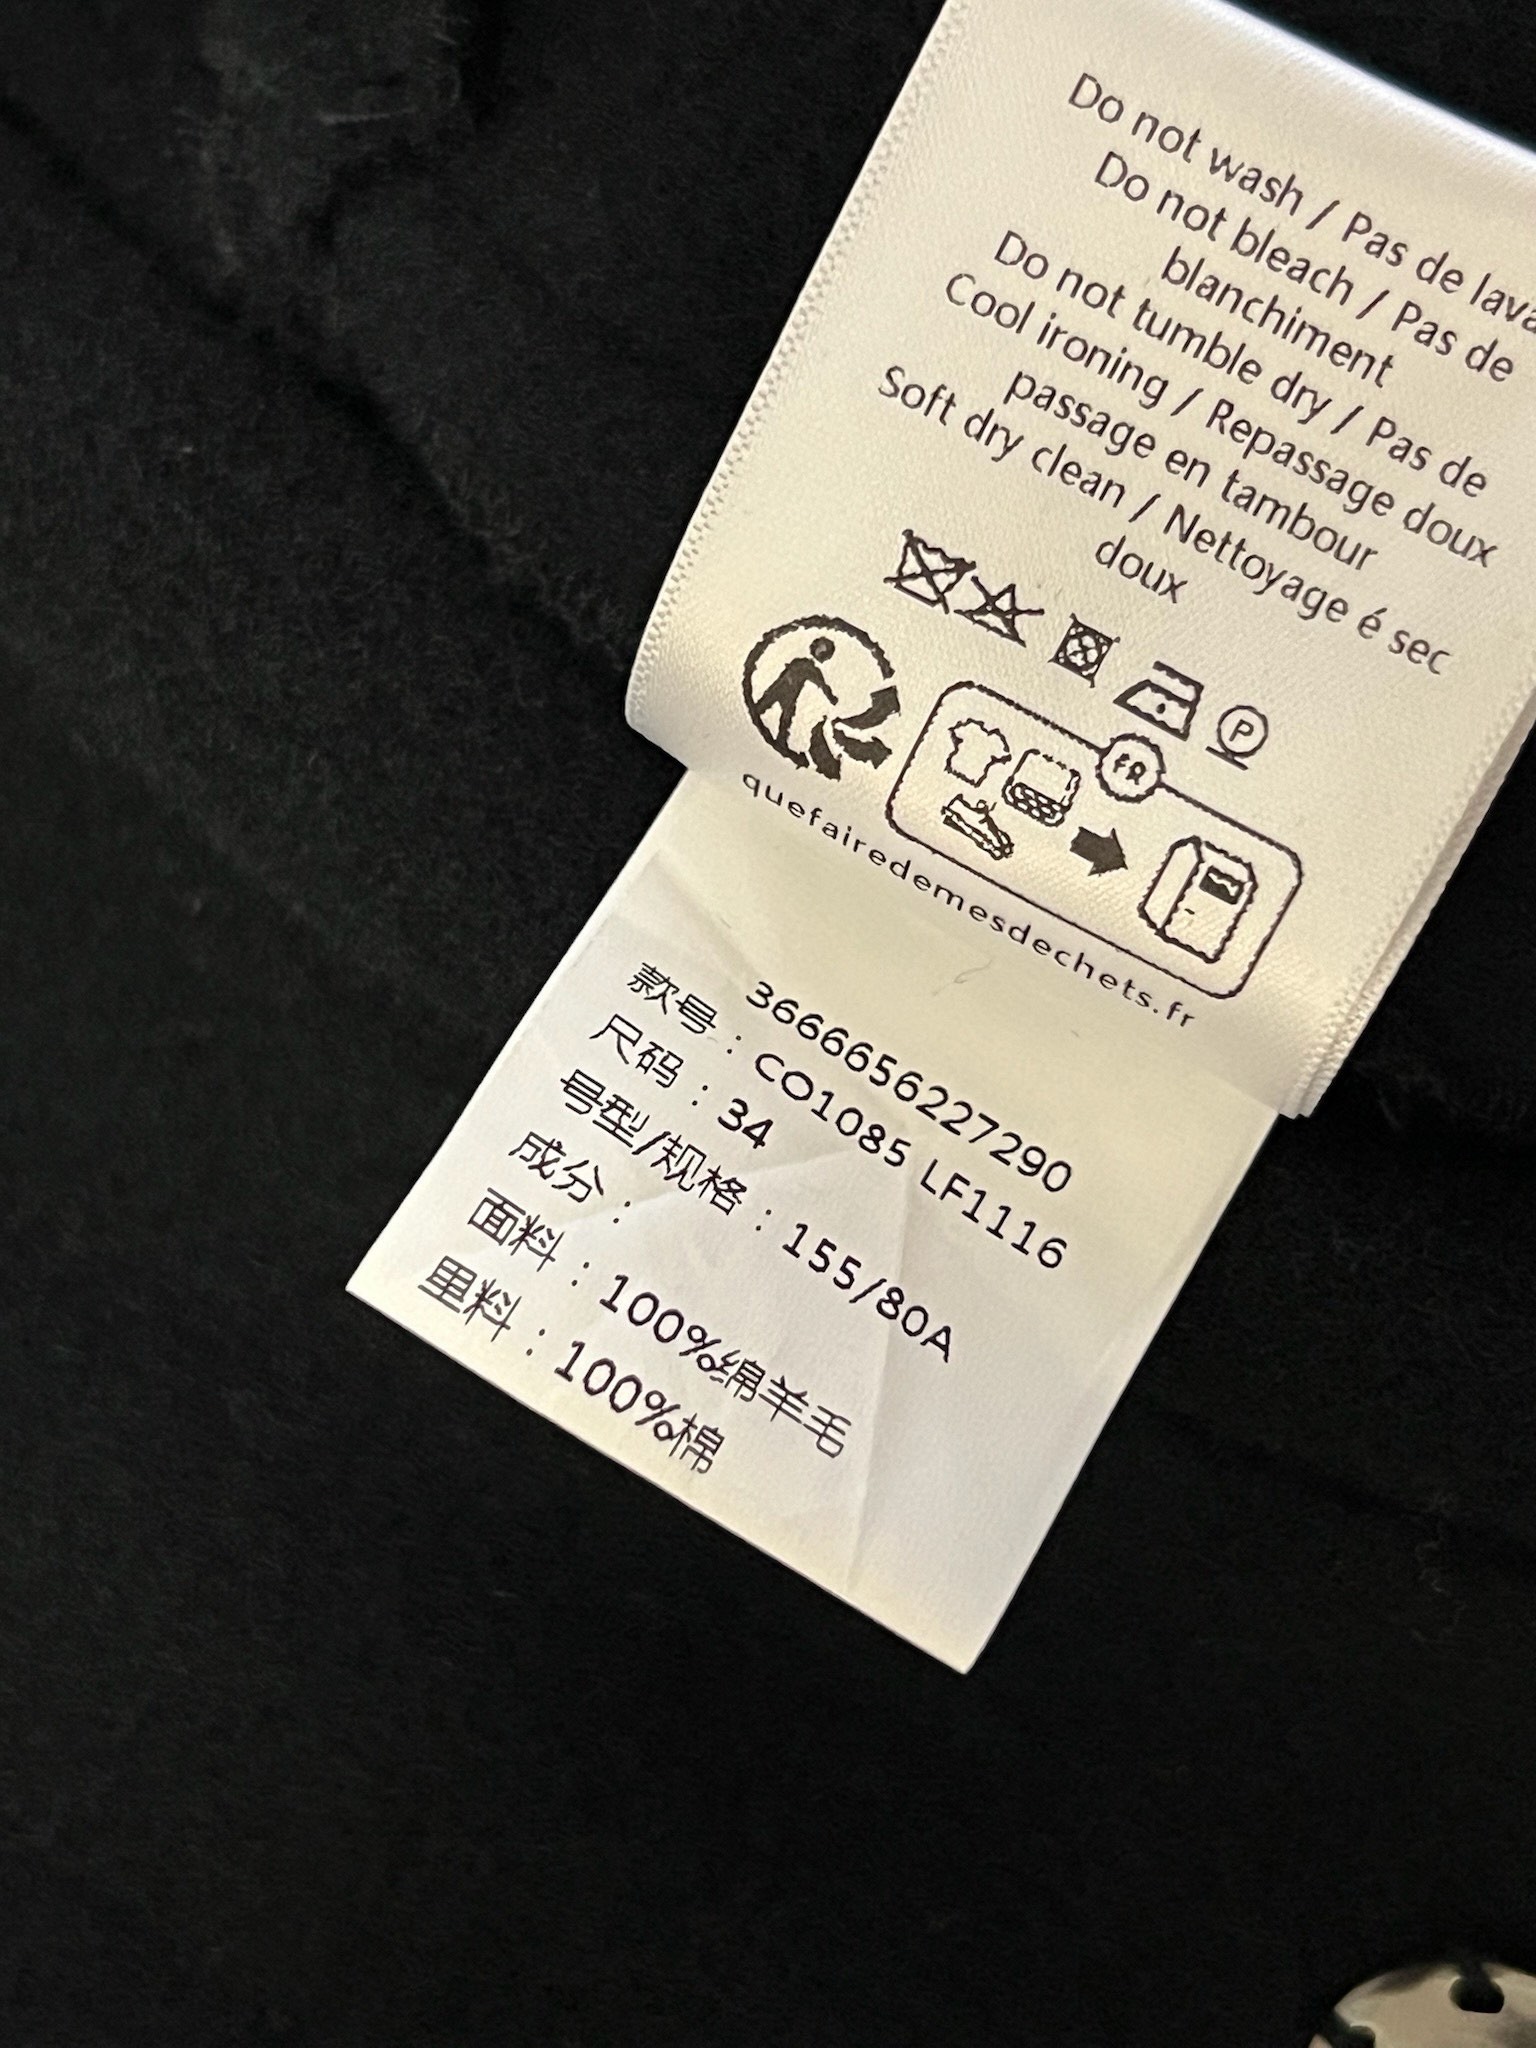 Do not wash / Pas de lava
Do not bleach / Pas de
blanchiment
Do not tumble dry / Pas de
Cool ironing / Repassage doux
passage en tambour
Soft dry clean / Nettoyage é sec
doux
P
FR
quefairedemesdechets.fr
3666656227290
款号：CO1085 LF1116
尺码：34
号型/规格：155/80A
成分：
面料：100%绵羊毛
里料：100%棉